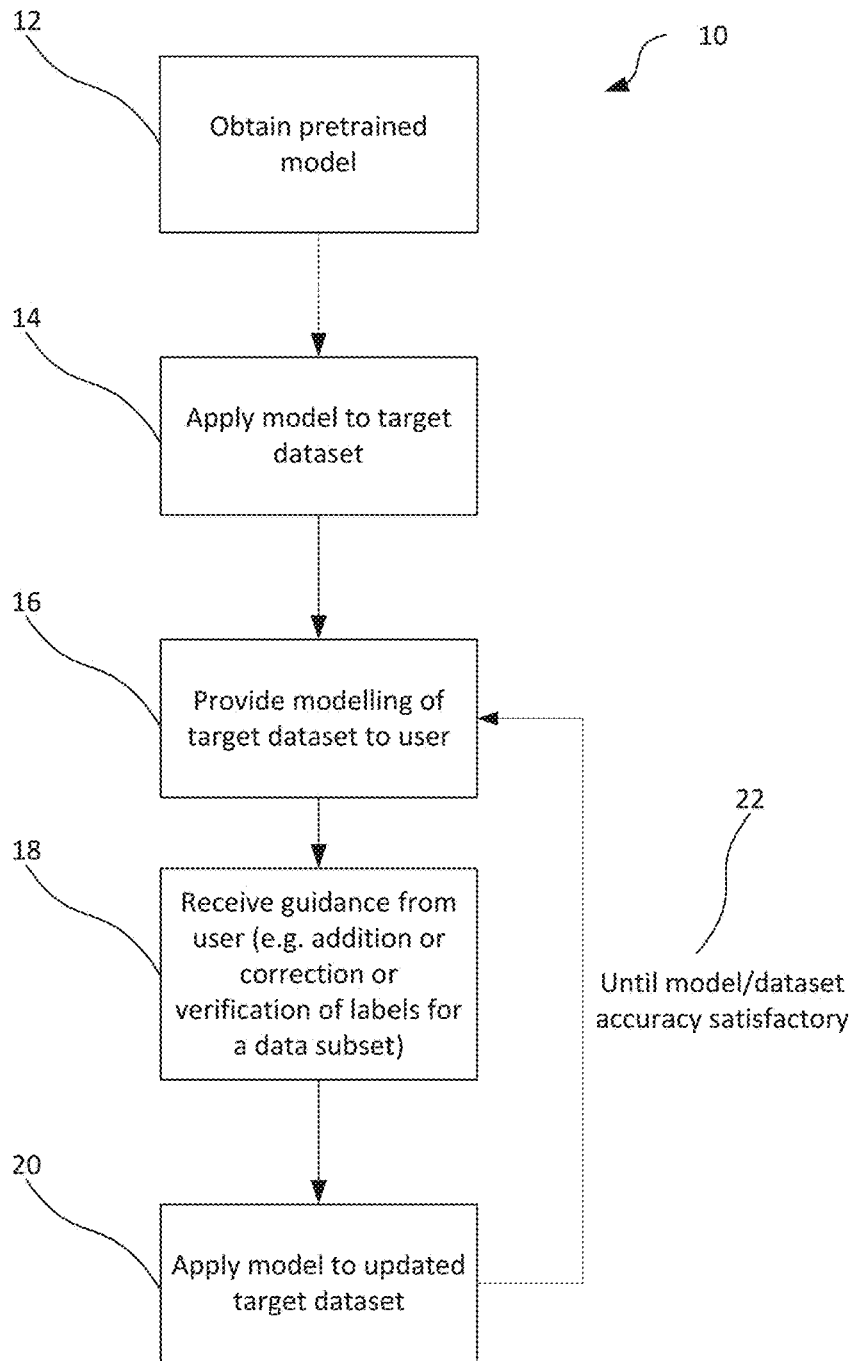 12
10
Obtain pretrained
model
14
Apply model to target
dataset
16
Provide modelling of
target dataset to user
22
18
Receive guidance from
user (e.g. addition or
correction or
verification of labels for
a data subset)
Until model/dataset
accuracy satisfactory
20
Apply model to updated
target dataset